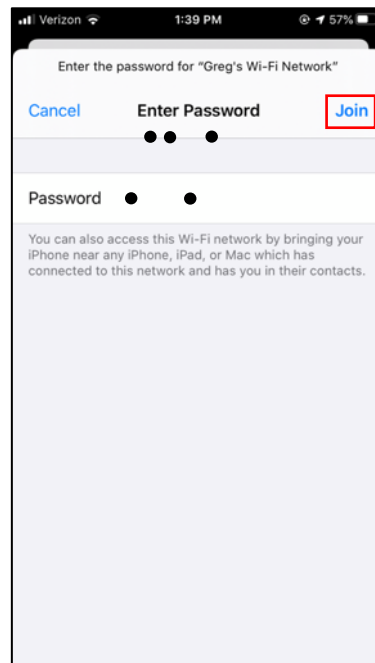 Verizon 1:39 PM 57%
Enter the password for “Greg's Wi-Fi Network”
Cancel Enter Password Join
Password
You can also access this Wi-Fi network by bringing your
iPhone near any iPhone, iPad, or Mac which has
connected to this network and has you in their contacts.